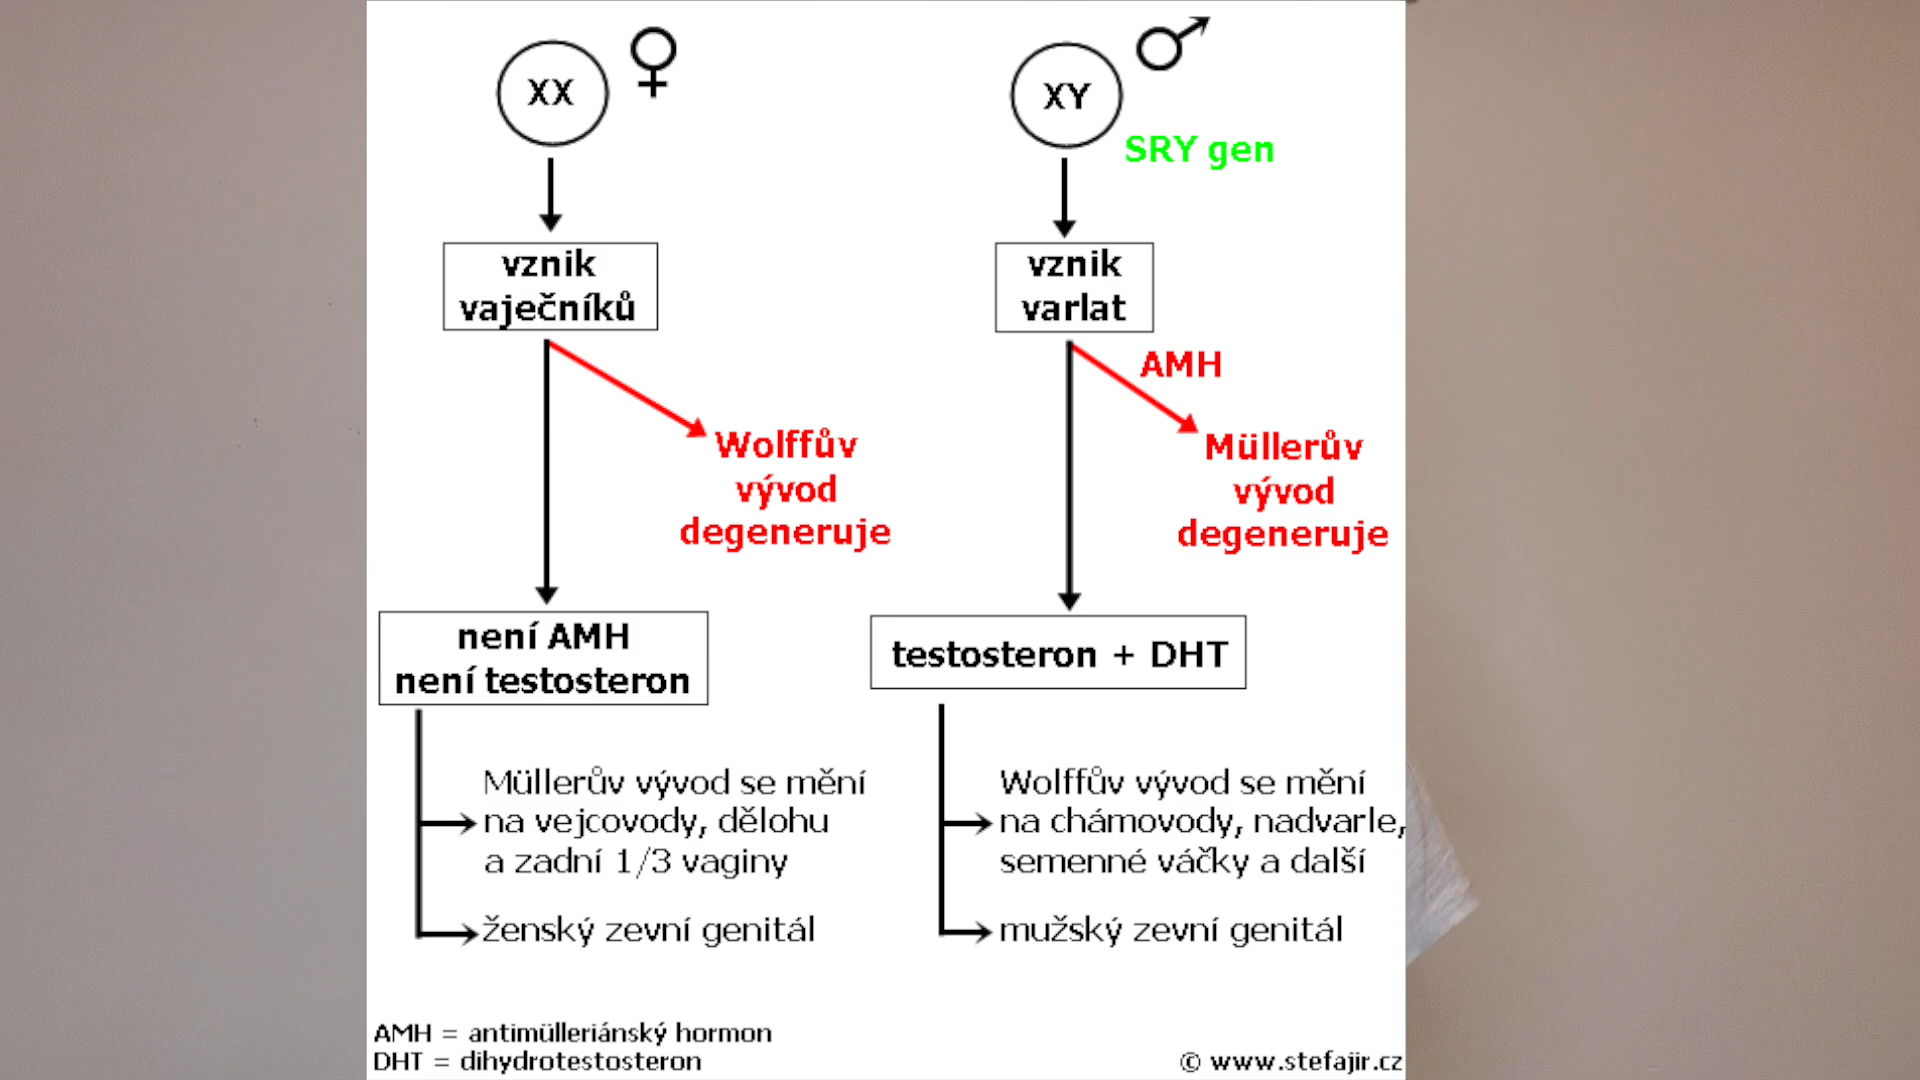 XX
vznik
vaječníků
Wolffův
vývod
degeneruje
není AMH
není testosteron
Müllerův vývod se mění
na vejcovody, dělohu
a zadní 1/3 vaginy
ženský zevní genitál
XY
SRY gen
vznik
varlat
AMH
Müllerův
vývod
degeneruje
testosteron + DHT
Wolffův vývod se mění
na chámovody, nadvarle,
semenné váčky a další
mužský zevní genitál
AMH = antimülleriánský hormon
DHT = dihydrotestosteron
© www.stefajir.cz